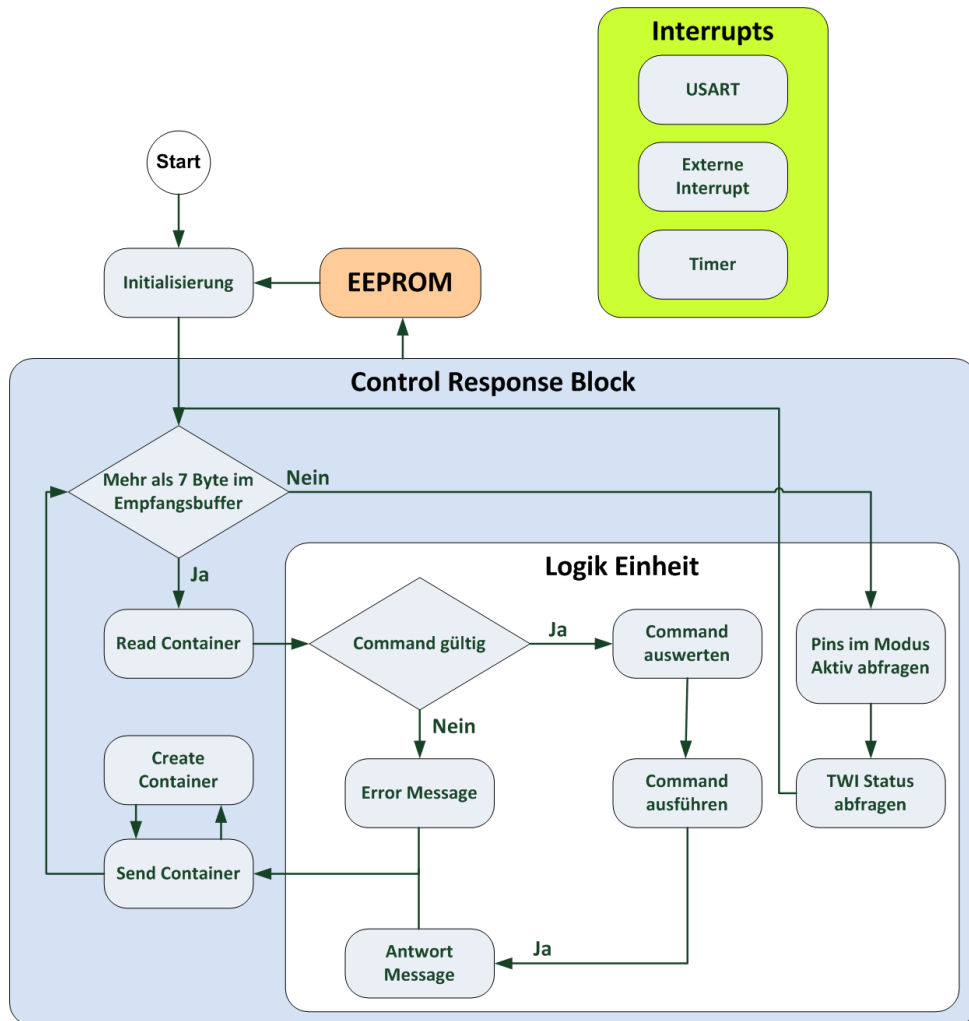 Interrupts
USART
Externe
Interrupt
Timer
Start
Initialisierung
EEPROM
Control Response Block
Mehr als 7 Byte im
Empfangsbuffer
Nein
Ja
Logik Einheit
Read Container
Command gültig
Ja
Command
auswerten
Pins im Modus
Aktiv abfragen
Nein
Create
Container
Error Message
Command
ausführen
TWI Status
abfragen
Send Container
Antwort
Message
Ja